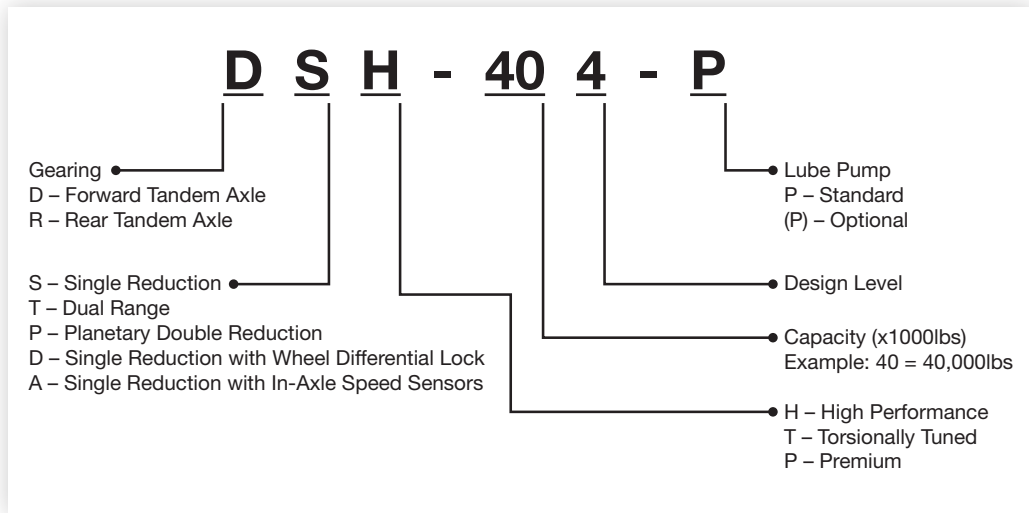 D S H - 40 4 - P
Gearing
D – Forward Tandem Axle
R – Rear Tandem Axle
S – Single Reduction
T – Dual Range
P – Planetary Double Reduction
D – Single Reduction with Wheel Differential Lock
A – Single Reduction with In-Axle Speed Sensors
Lube Pump
P – Standard
(P) – Optional
Design Level
Capacity (x1000lbs)
Example: 40 = 40,000lbs
H – High Performance
T – Torsionally Tuned
P – Premium